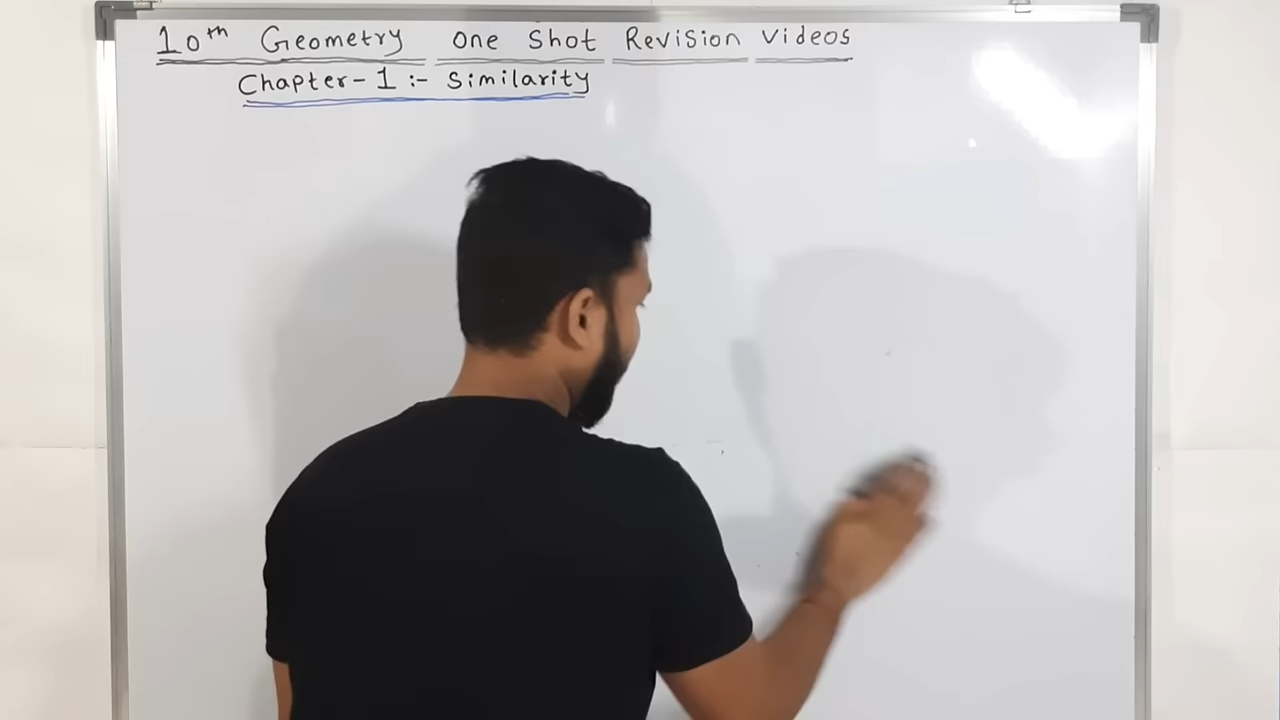 10th Geometry one shot Revision videos
Chapter-1 :- Similarity